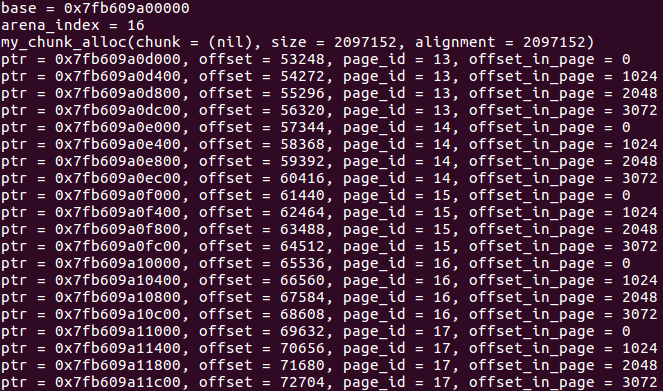 base = 0x7fb609a00000
arena_index = 16
my_chunk_alloc(chunk = (nil), size = 2097152, alignment = 2097152)
ptr = 0x7fb609a0d000, offset = 53248, page_id = 13, offset_in_page = 0
ptr = 0x7fb609a0d400, offset = 54272, page_id = 13, offset_in_page = 1024
ptr = 0x7fb609a0d800, offset = 55296, page_id = 13, offset_in_page = 2048
ptr = 0x7fb609a0dc00, offset = 56320, page_id = 13, offset_in_page = 3072
ptr = 0x7fb609a0e000, offset = 57344, page_id = 14, offset_in_page = 0
ptr = 0x7fb609a0e400, offset = 58368, page_id = 14, offset_in_page = 1024
ptr = 0x7fb609a0e800, offset = 59392, page_id = 14, offset_in_page = 2048
ptr = 0x7fb609a0ec00, offset = 60416, page_id = 14, offset_in_page = 3072
ptr = 0x7fb609a0f000, offset = 61440, page_id = 15, offset_in_page = 0
ptr = 0x7fb609a0f400, offset = 62464, page_id = 15, offset_in_page = 1024
ptr = 0x7fb609a0f800, offset = 63488, page_id = 15, offset_in_page = 2048
ptr = 0x7fb609a0fc00, offset = 64512, page_id = 15, offset_in_page = 3072
ptr = 0x7fb609a10000, offset = 65536, page_id = 16, offset_in_page = 0
ptr = 0x7fb609a10400, offset = 66560, page_id = 16, offset_in_page = 1024
ptr = 0x7fb609a10800, offset = 67584, page_id = 16, offset_in_page = 2048
ptr = 0x7fb609a10c00, offset = 68608, page_id = 16, offset_in_page = 3072
ptr = 0x7fb609a11000, offset = 69632, page_id = 17, offset_in_page = 0
ptr = 0x7fb609a11400, offset = 70656, page_id = 17, offset_in_page = 1024
ptr = 0x7fb609a11800, offset = 71680, page_id = 17, offset_in_page = 2048
ptr = 0x7fb609a11c00, offset = 72704, page_id = 17, offset_in_page = 3072